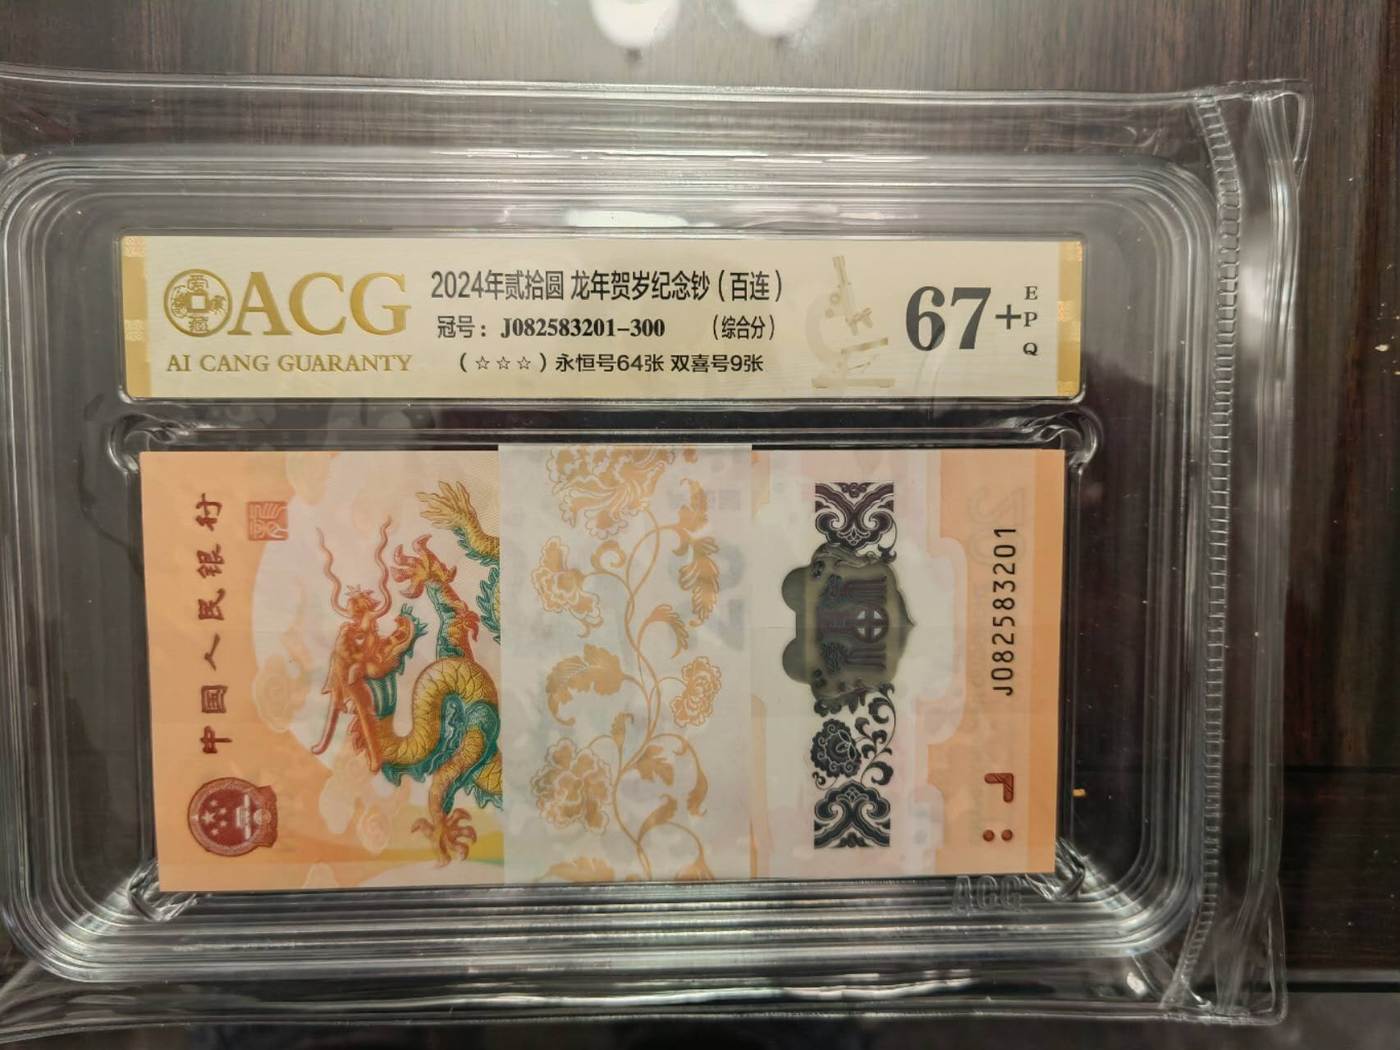 ACG
AI CANG GUARANTY
2024年贰拾圆 龙年贺岁纪念钞（百连）
冠号：J082583201-300 （综合分）
（☆☆☆）永恒号64张 双喜号9张
67+
EPQ
中国人民银行
J082583201
ACG